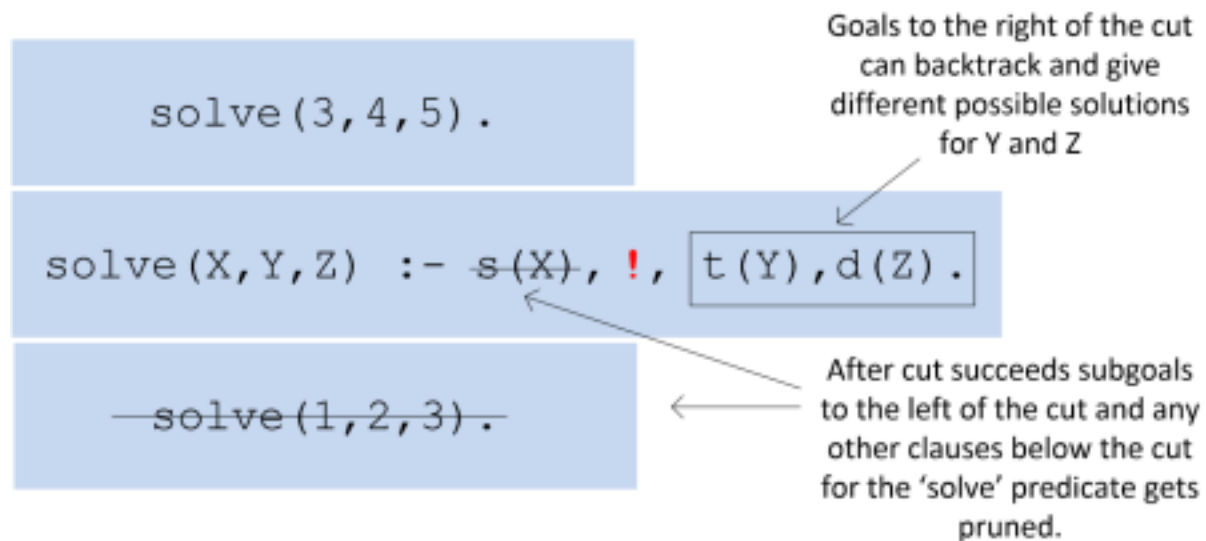 Goals to the right of the cut
can backtrack and give
different possible solutions
for Y and Z
solve(3,4,5).
solve(X,Y,Z) :- s(X), !, t(Y),d(Z).
solve(1,2,3).
After cut succeeds subgoals
to the left of the cut and any
other clauses below the cut
for the ‘solve’ predicate gets
pruned.